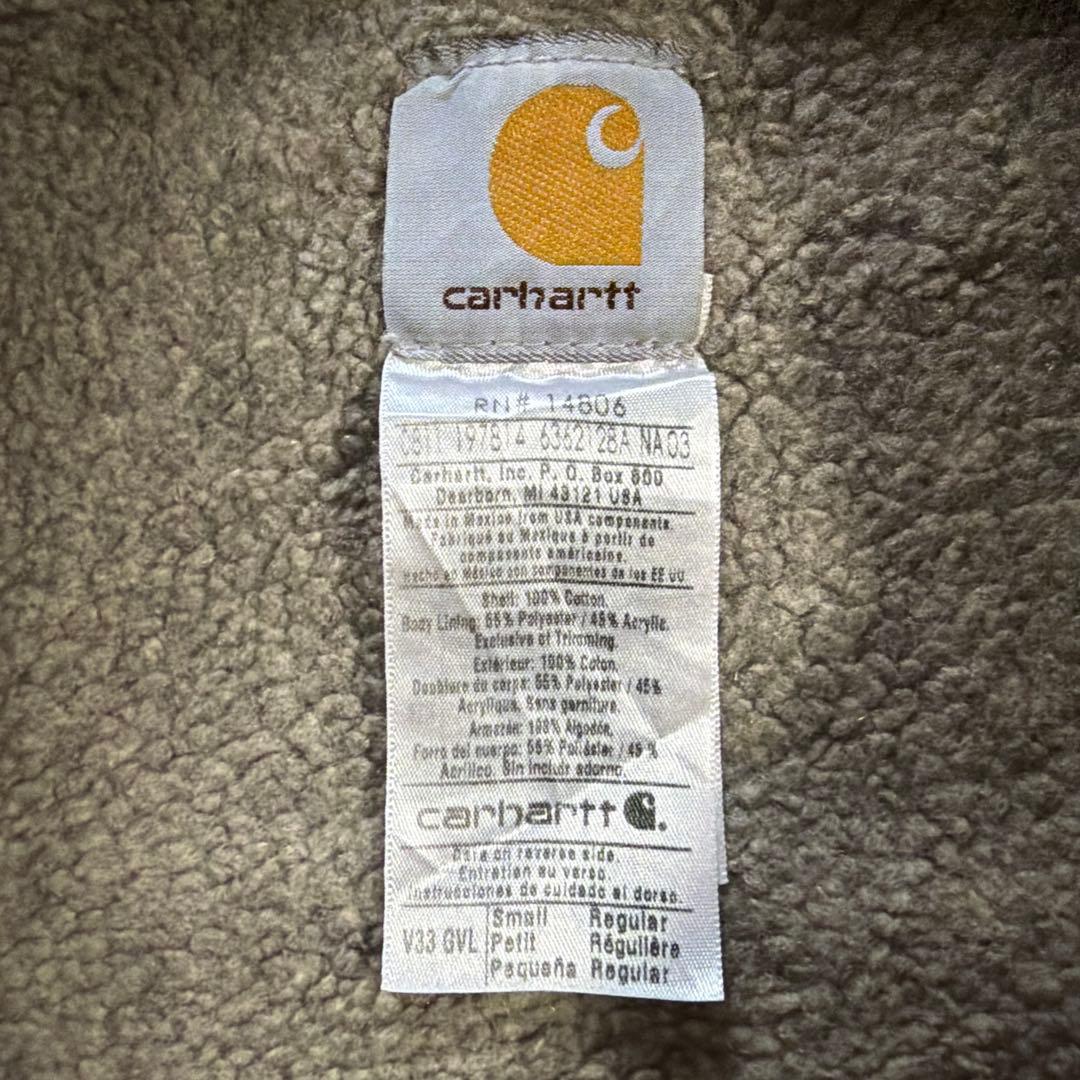 carhartt
RN# 14806
0811 197814 6362128A NA03
Carhartt, Inc. P. O. Box 600
Dearborn, MI 48121 USA
Made in Mexico from USA components.
Fabriqué au Mexique à partir de
composants américains.
Hecho en México con componentes de los EE UU
Shell: 100% Cotton
Body Lining: 55% Polyester / 45% Acrylic.
Exclusive of Trimming.
Extérieur: 100% Coton.
Doublure du corps: 55% Polyester / 45%
Acrylique. Sans garniture.
Armazón: 100% Algodón.
Forro del cuerpo: 55% Poliéster / 45 %
Acrílico. Sin incluir adorno.
carhartt
Care on reverse side.
Entretien au verso.
Instrucciones de cuidado al dorso.
V33 GVL Small Regular
Petit Régulière
Pequeña Regular